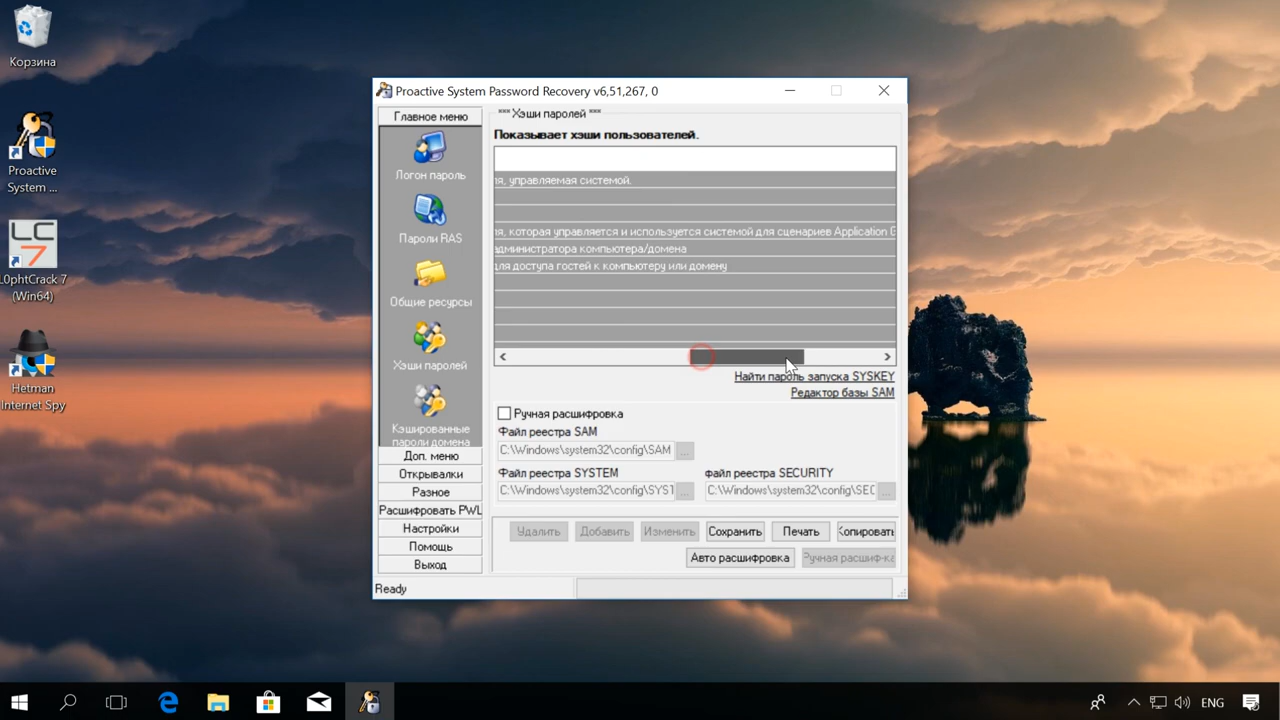 Корзина
Proactive
System ...
L0phtCrack 7
(Win64)
Hetman
Internet Spy
Proactive System Password Recovery v6,51,267, 0
Главное меню
Логон пароль
Пароли RAS
Общие ресурсы
Хэши паролей
Кэшированные
пароли домена
Доп. меню
Открывалки
Разное
Расшифровать PWL
Настройки
Помощь
Выход
*** Хэши паролей ***
Показывает хэши пользователей.
ля, управляемая системой.
ля, которая управляется и используется системой для сценариев Application G
администратора компьютера/домена
для доступа гостей к компьютеру или домену
Найти пароль запуска SYSKEY
Редактор базы SAM
Ручная расшифровка
Файл реестра SAM
C:\Windows\system32\config\SAM
...
Файл реестра SYSTEM
C:\Windows\system32\config\SYST
...
файл реестра SECURITY
C:\Windows\system32\config\SEC
...
Удалить
Добавить
Изменить
Сохранить
Печать
Копировать
Авто расшифровка
Ручная расшиф-ка
Ready
ENG